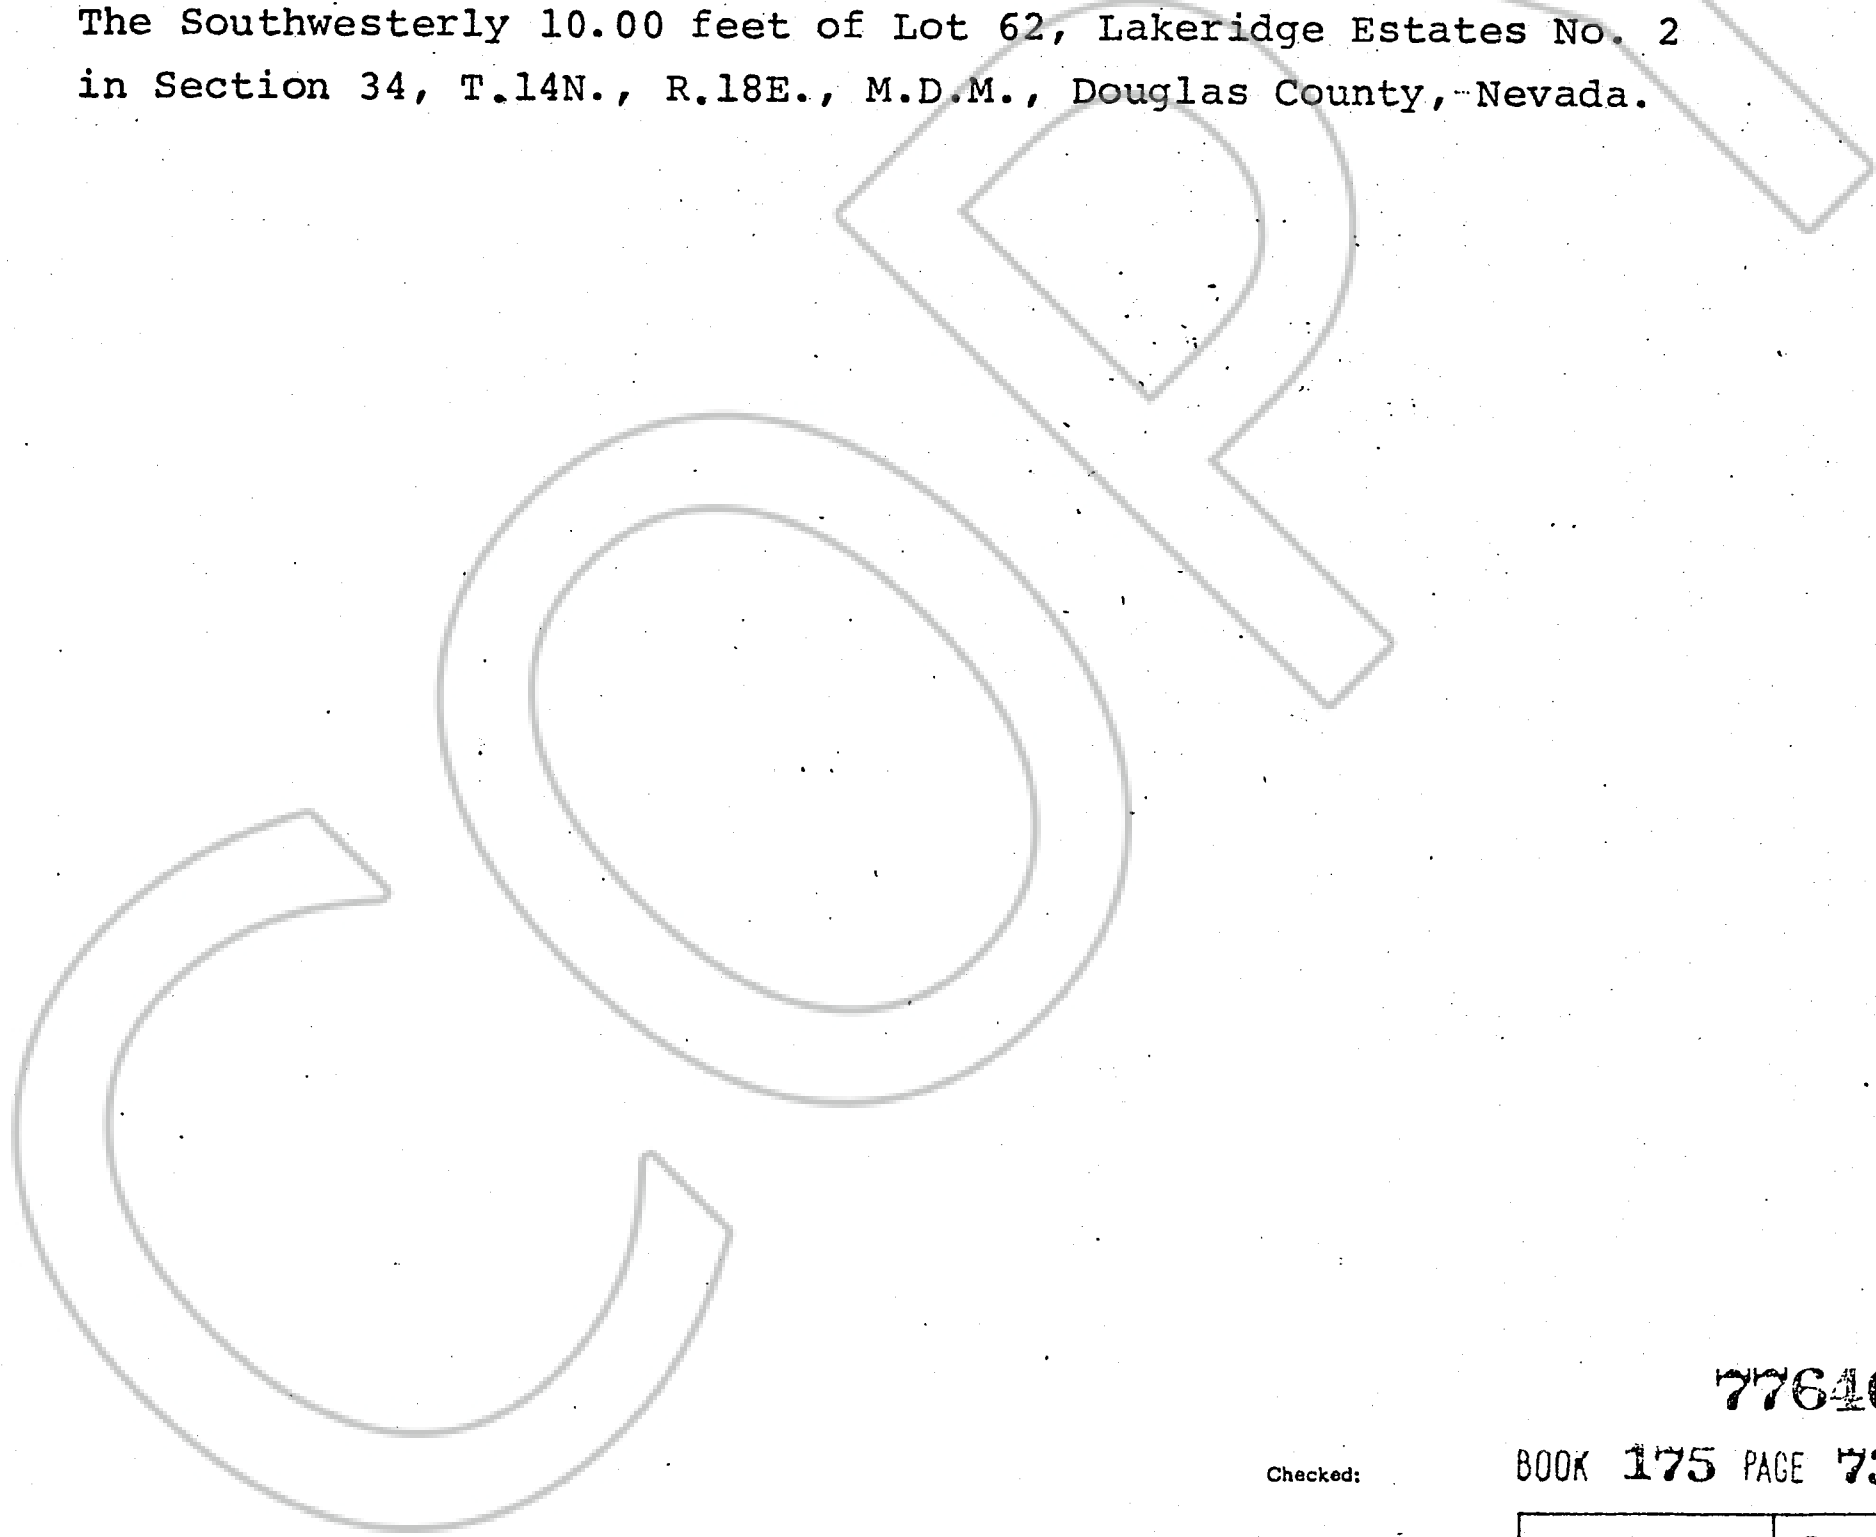 The Southwesterly 10.00 feet of Lot 62, Lakeridge Estates No. 2
in Section 34, T.14N., R.18E., M.D.M., Douglas County, Nevada.
COPY
Checked:
BOOK 175 PAGE